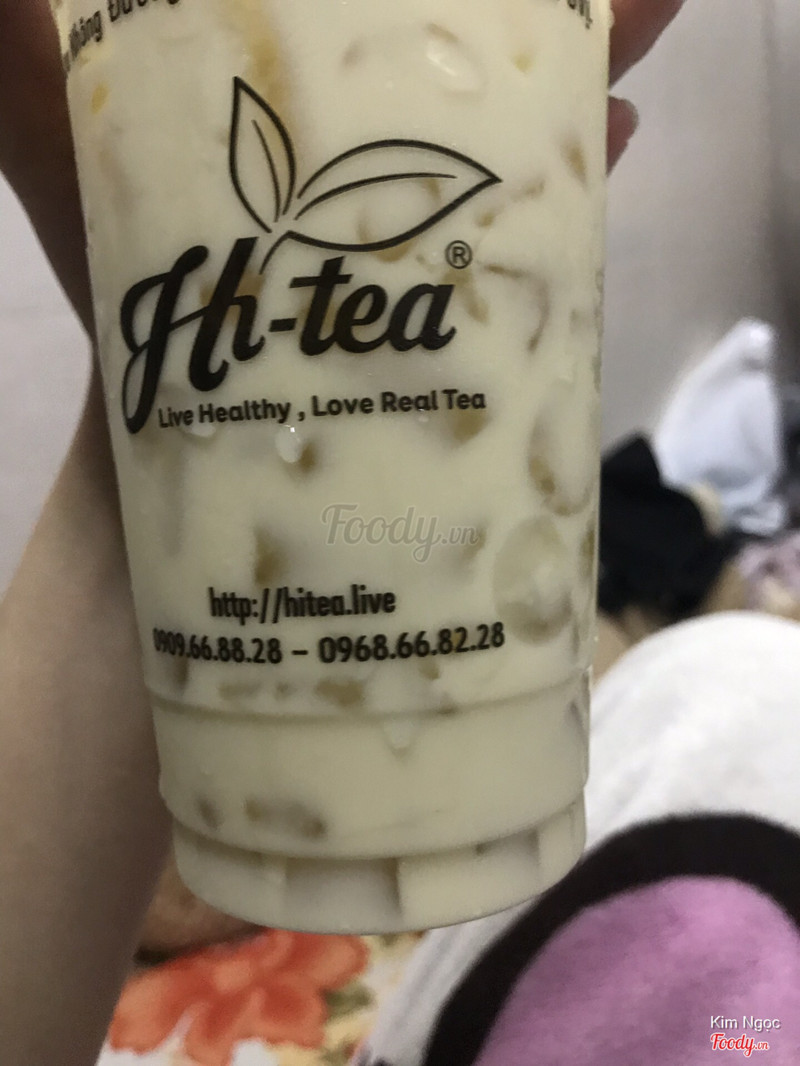 Hi-tea®
Live Healthy , Love Real Tea
Foody.vn
http://hitea.live
0909.66.88.28 – 0968.66.82.28
Kim Ngọc
Foody.vn